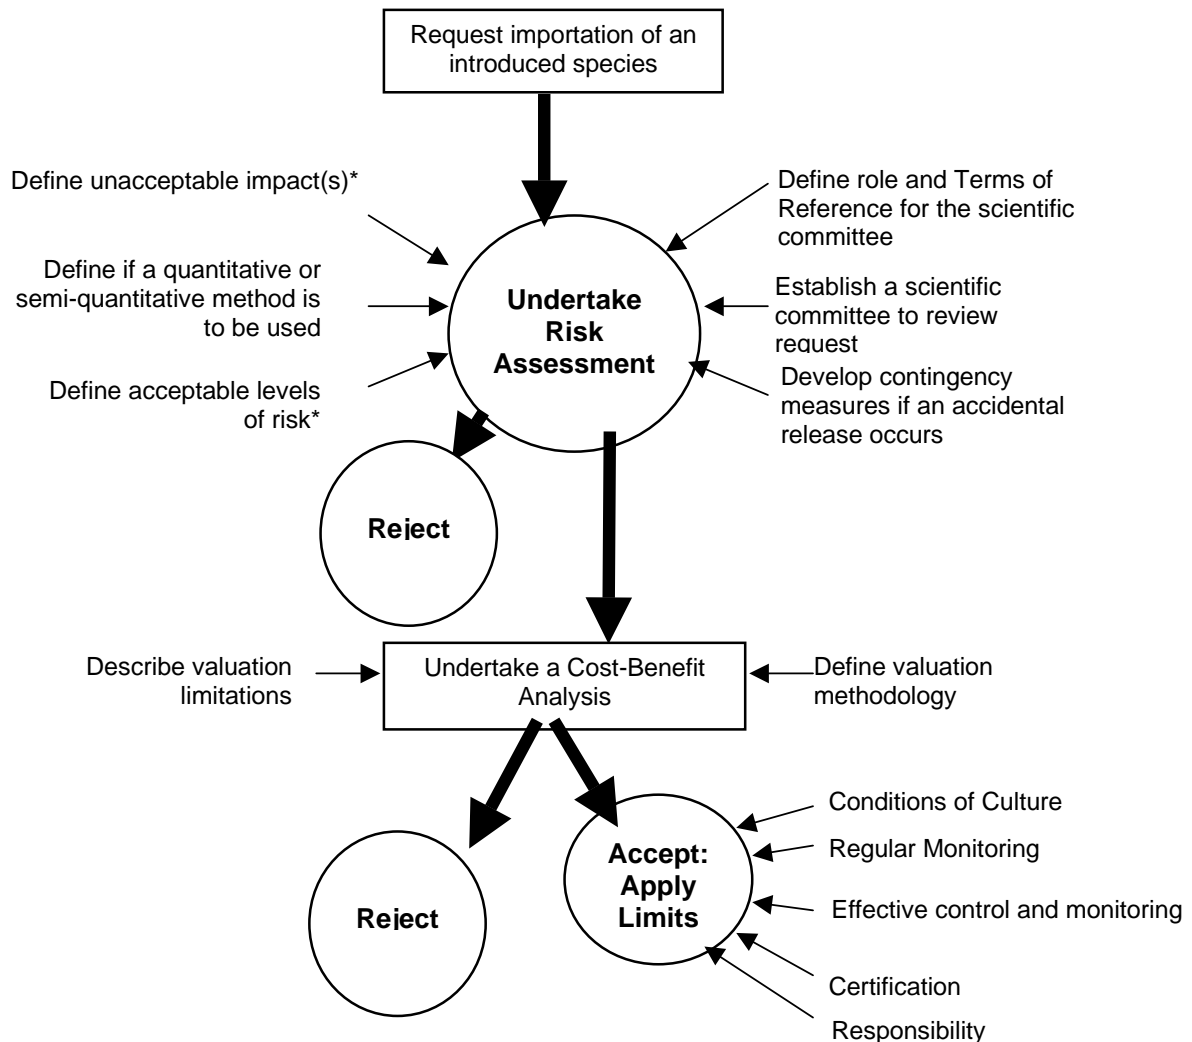 Request importation of an
introduced species
Define unacceptable impact(s)*
Define role and Terms of
Reference for the scientific
committee
Define if a quantitative or
semi-quantitative method is
to be used
Undertake
Risk
Assessment
Establish a scientific
committee to review
request
Define acceptable levels
of risk*
Develop contingency
measures if an accidental
release occurs
Reject
Describe valuation
limitations
Undertake a Cost-Benefit
Analysis
Define valuation
methodology
Reject
Accept:
Apply
Limits
Conditions of Culture
Regular Monitoring
Effective control and monitoring
Certification
Responsibility